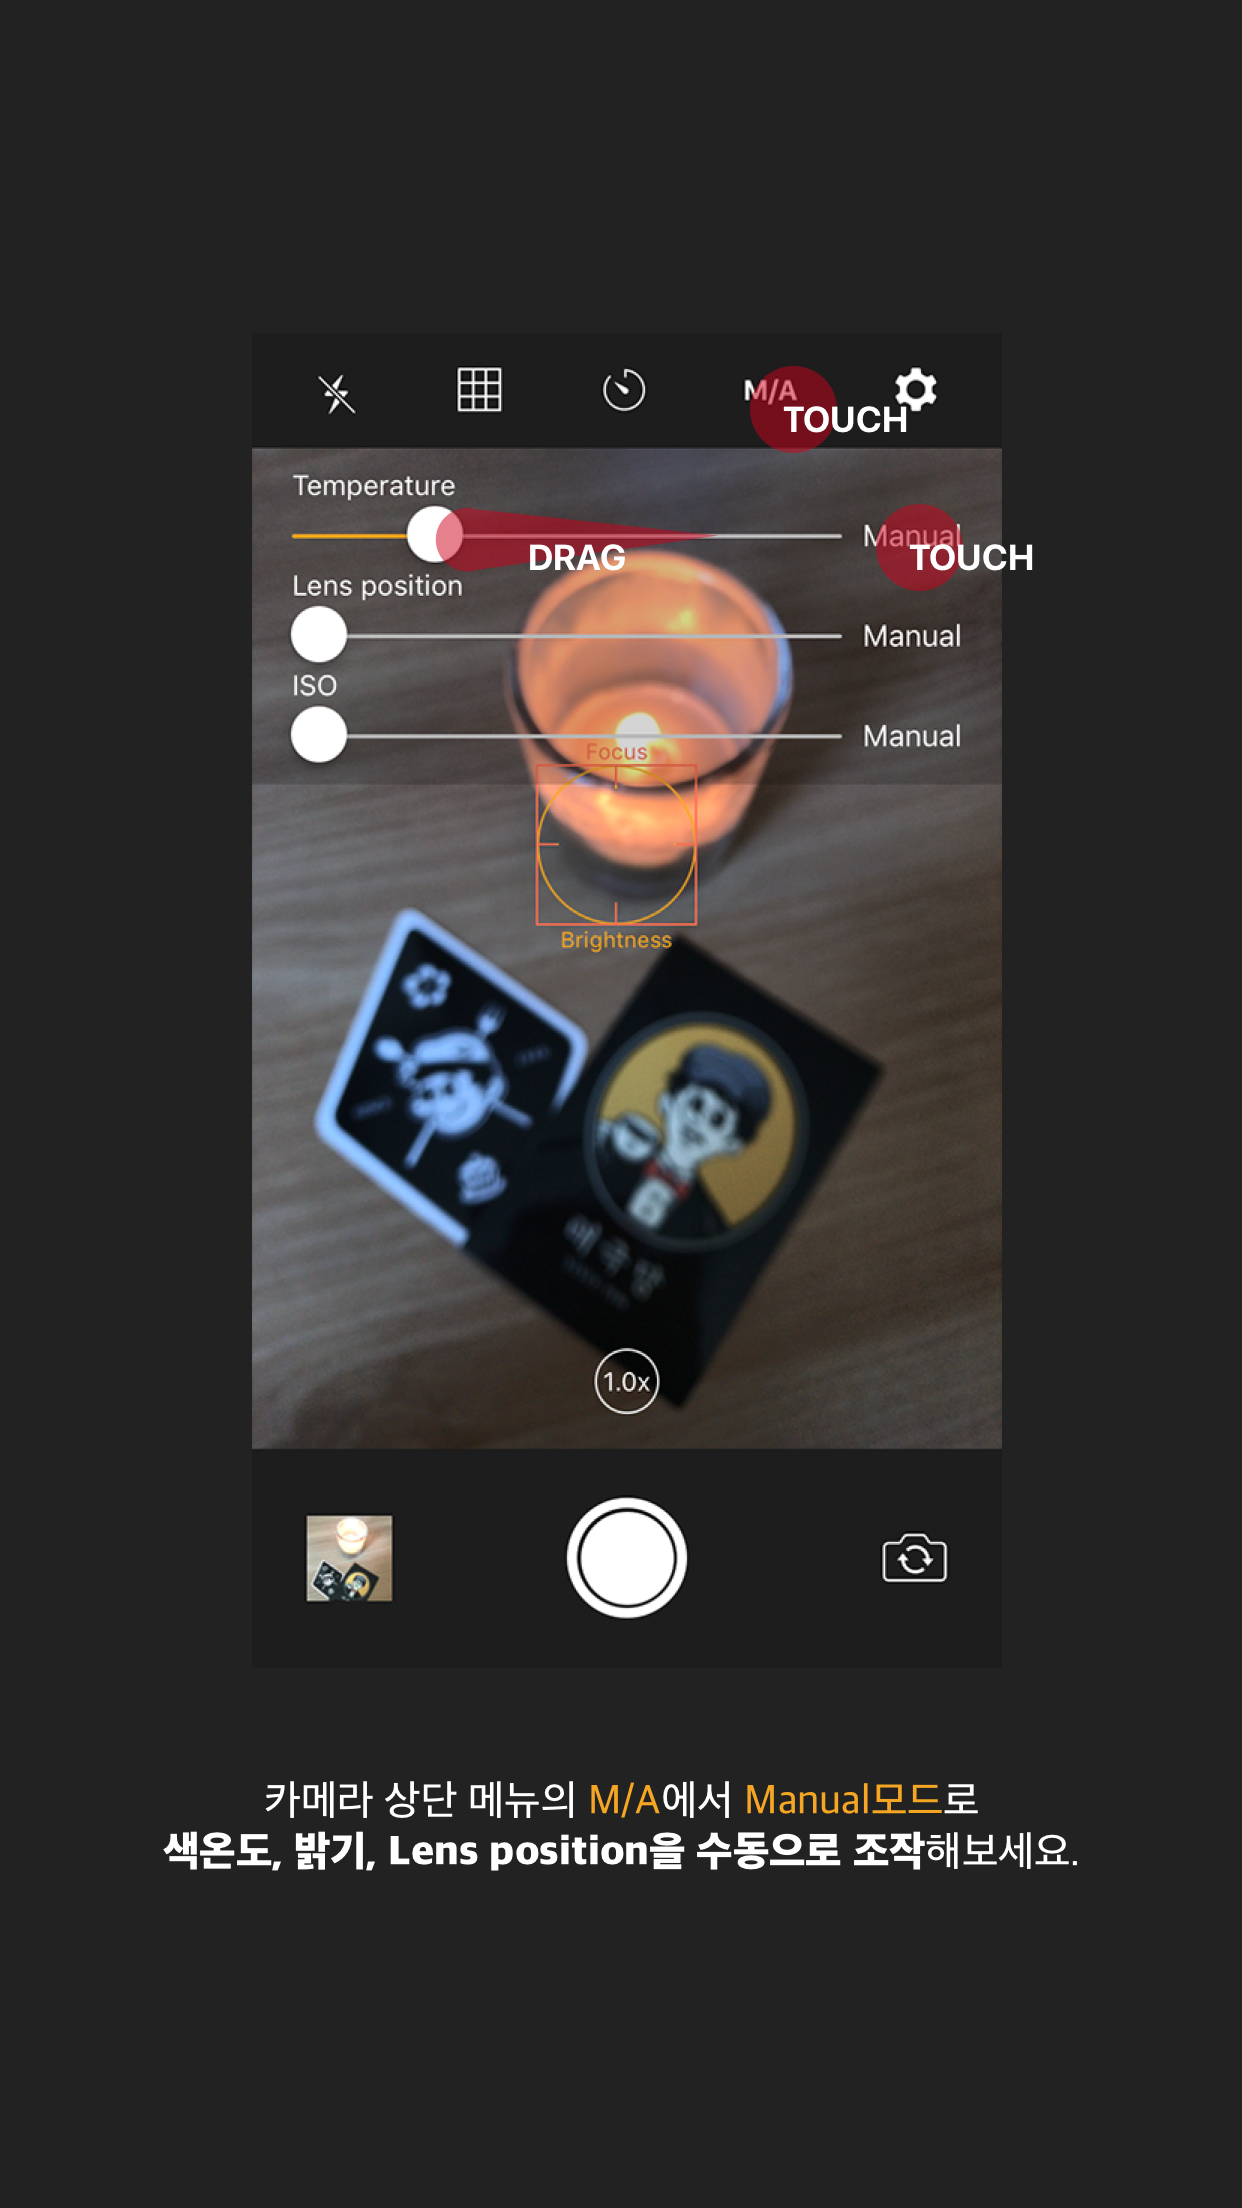 M/A
TOUCH
Temperature
Manual
DRAG
TOUCH
Lens position
Manual
ISO
Manual
Focus
Brightness
1.0x
카메라 상단 메뉴의 M/A에서 Manual모드로
색온도, 밝기, Lens position을 수동으로 조작해보세요.